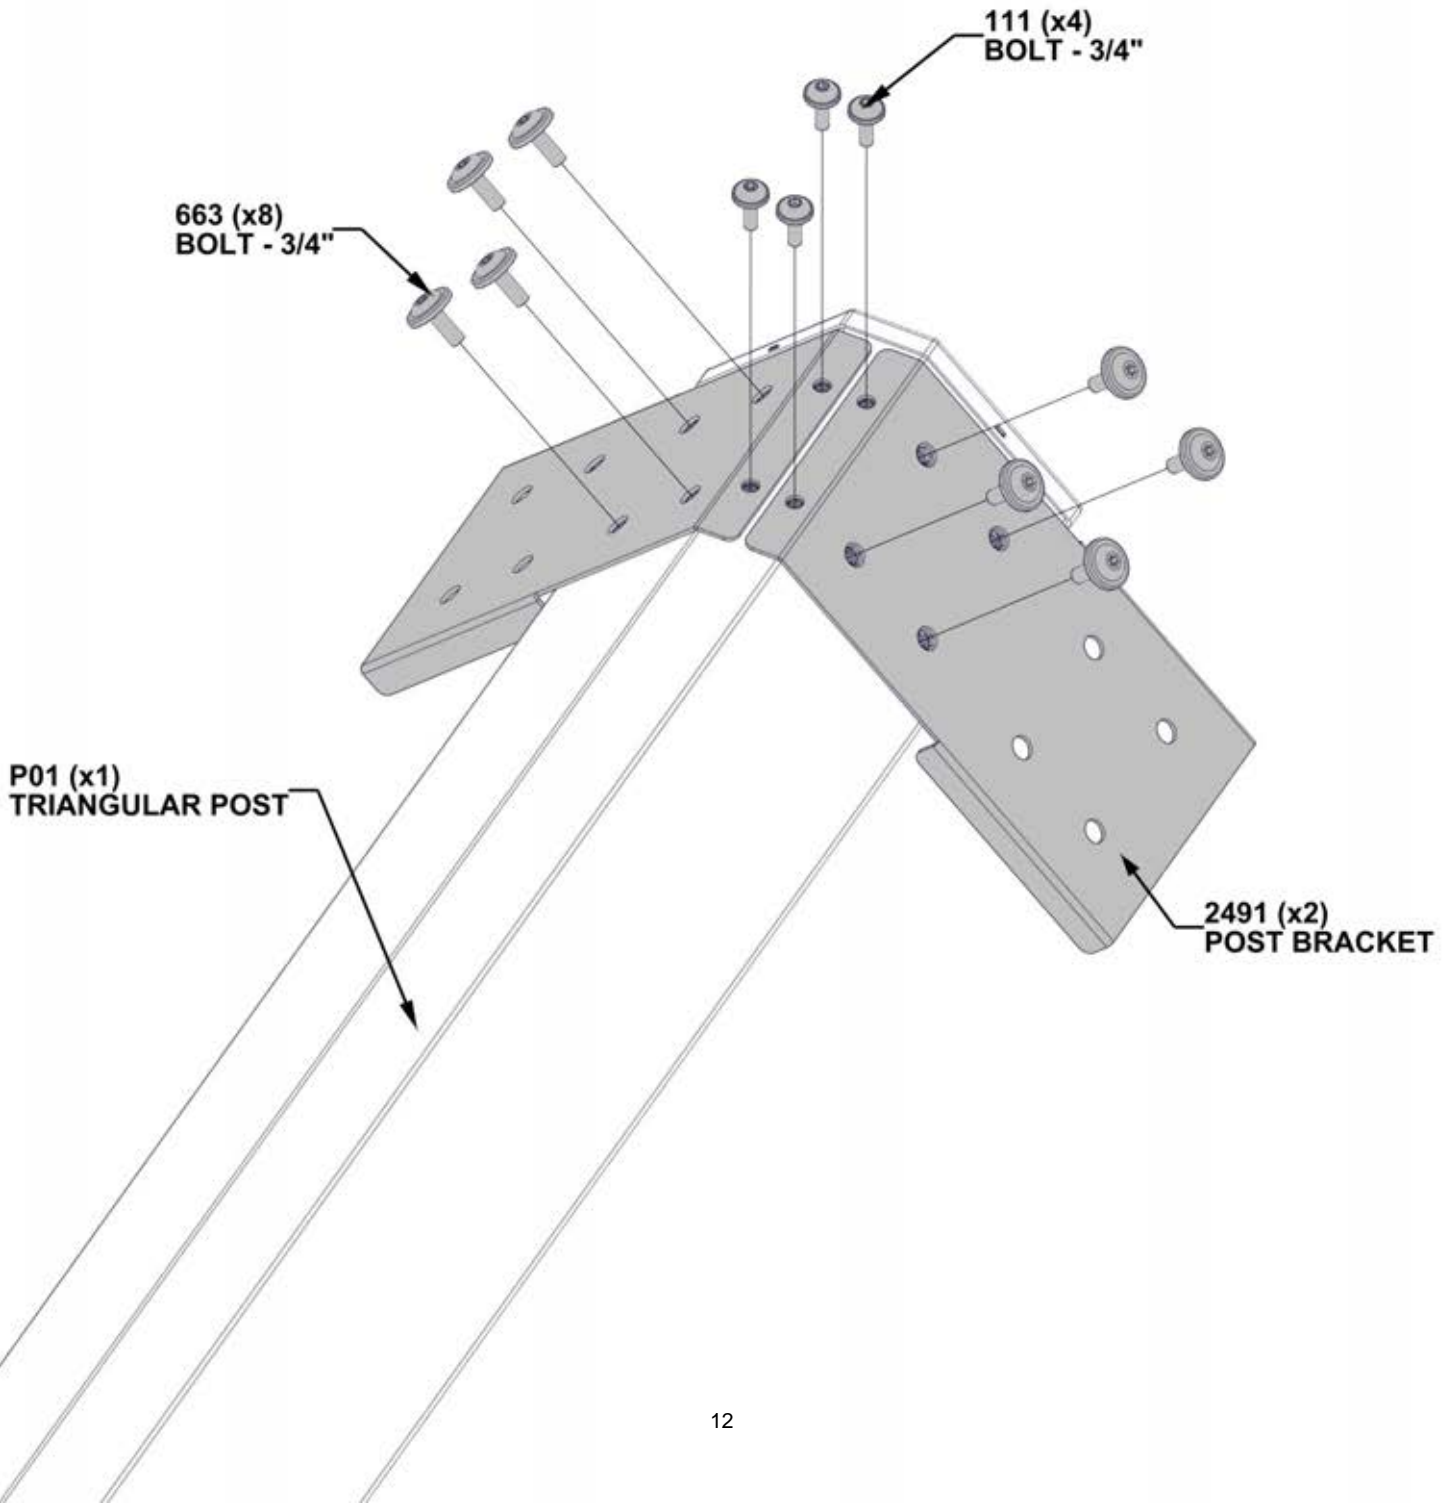 111 (x4)
BOLT - 3/4"
663 (x8)
BOLT - 3/4"
P01 (x1)
TRIANGULAR POST
2491 (x2)
POST BRACKET
12